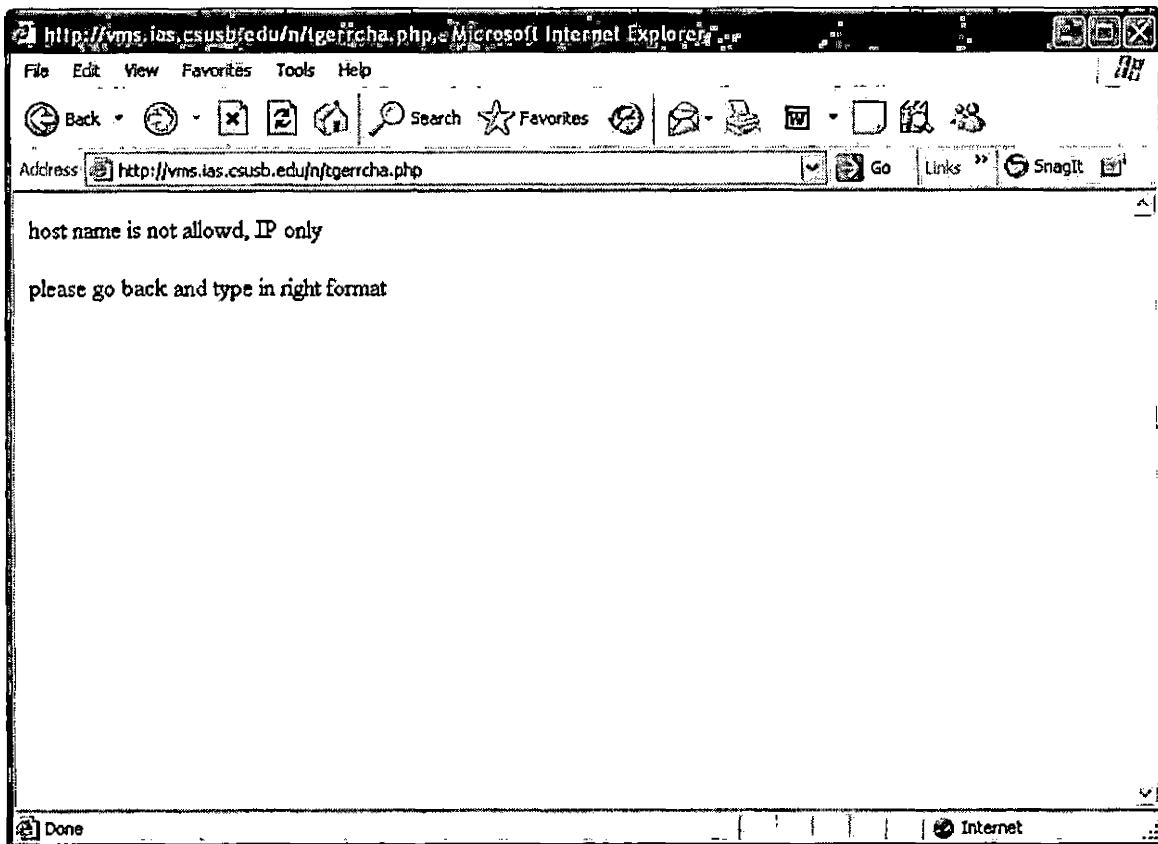 http://vms.ias.csusb.edu/n/tgerrcha.php - Microsoft Internet Explorer
File Edit View Favorites Tools Help
Back Search Favorites
Address http://vms.ias.csusb.edu/n/tgerrcha.php Go Links SnagIt
host name is not allowd, IP only
please go back and type in right format
Done Internet